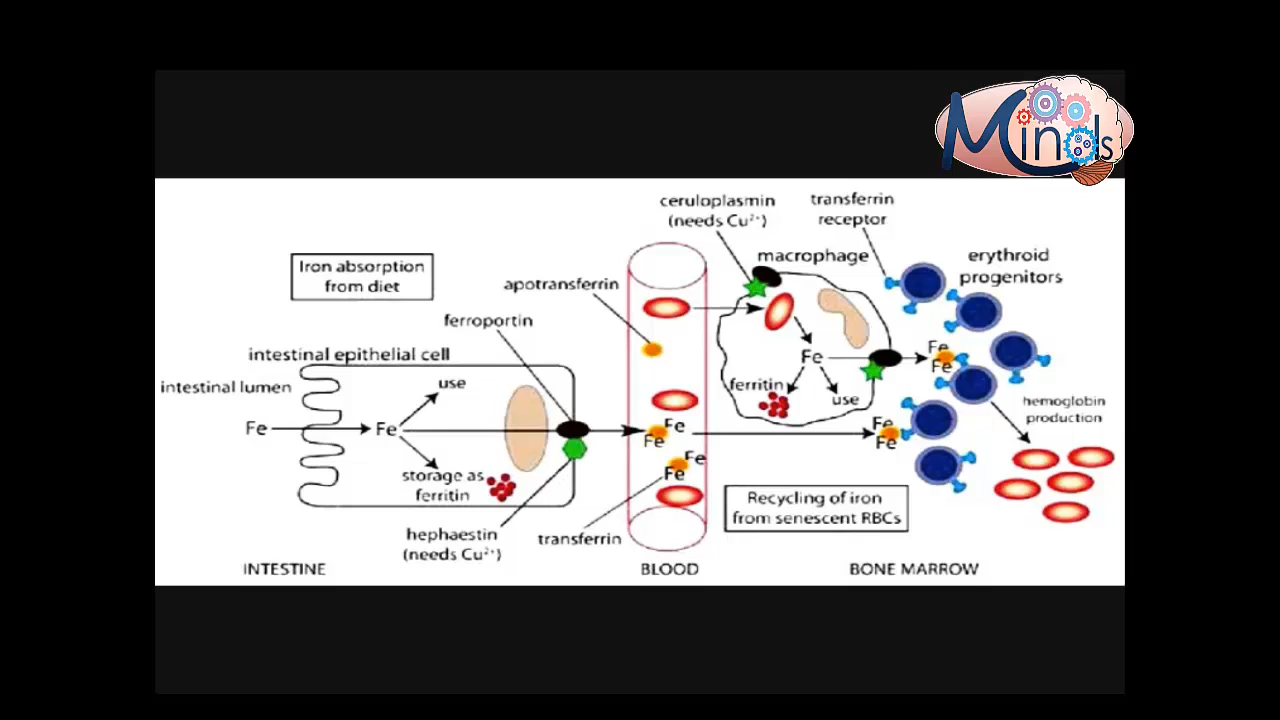 Minds
ceruloplasmin
(needs Cu²⁺)
transferrin
receptor
macrophage
erythroid
progenitors
Iron absorption
from diet
apotransferrin
ferroportin
intestinal epithelial cell
intestinal lumen
use
Fe
Fe
storage as
ferritin
Fe
Fe
Fe
Fe
Fe
ferritin
use
Fe
Fe
Fe
Fe
hemoglobin
production
hephaestin
(needs Cu²⁺)
transferrin
Recycling of iron
from senescent RBCs
INTESTINE
BLOOD
BONE MARROW